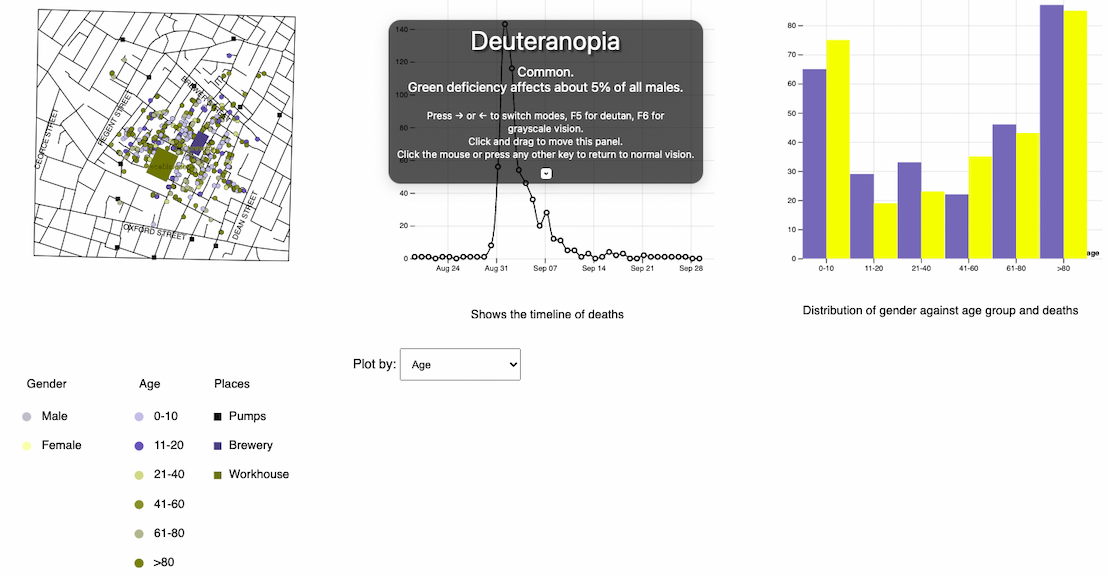 GEORGE STREET
REGENT STREET
OXFORD STREET
DEAN STREET
140
120
100
80
40
20
0
Aug 24
Aug 31
Sep 07
Sep 14
Sep 21
Sep 28
Deuteranopia
Common.
Green deficiency affects about 5% of all males.
Press → or ← to switch modes, F5 for deutan, F6 for
grayscale vision.
Click and drag to move this panel.
Click the mouse or press any other key to return to normal vision.
Shows the timeline of deaths
80
70
60
50
40
30
20
10
0
0-10
11-20
21-40
41-60
61-80
>80
age
Distribution of gender against age group and deaths
Plot by:
Age
Gender
Male
Female
Age
0-10
11-20
21-40
41-60
61-80
>80
Places
Pumps
Brewery
Workhouse